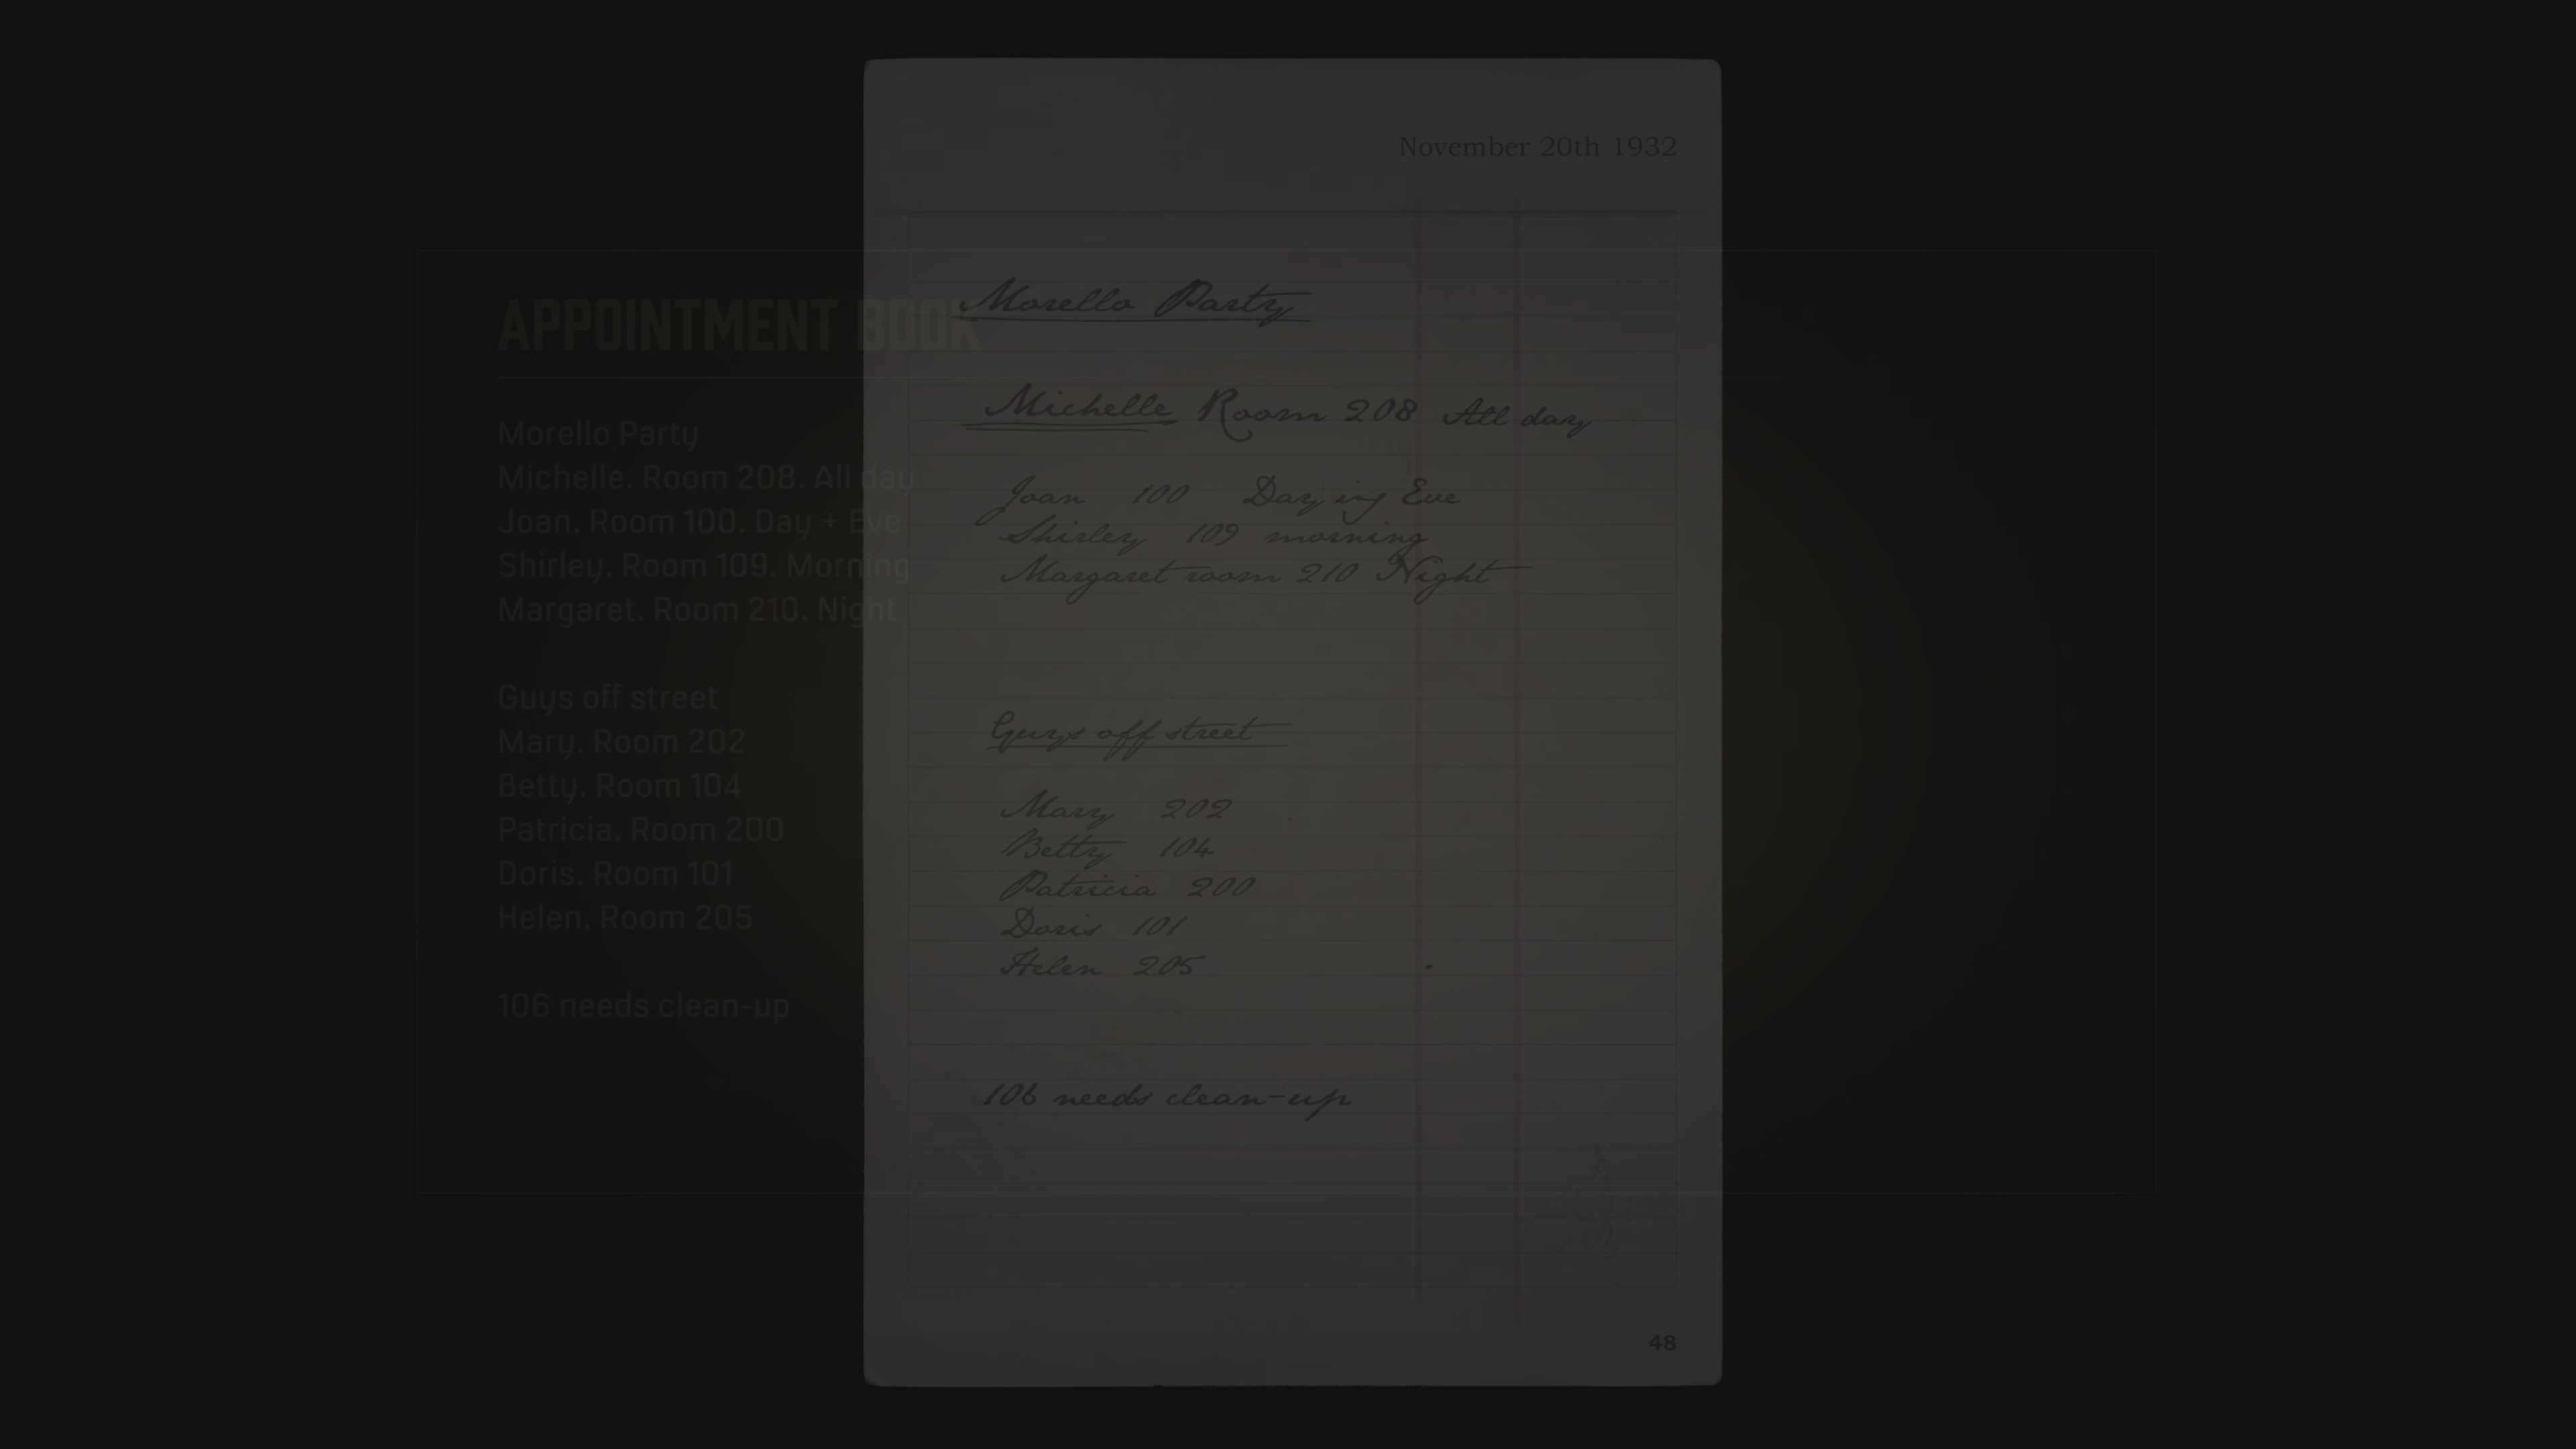 APPOINTMENT BOOK
Morello Party
Michelle. Room 208. All day
Joan. Room 100. Day + Eve
Shirley. Room 109. Morning
Margaret. Room 210. Night
Guys off street
Mary. Room 202
Betty. Room 104
Patricia. Room 200
Doris. Room 101
Helen. Room 205
106 needs clean-up
November 20th 1932
Morello Party
Michelle Room 208 All day
Joan 100 Day Eve
Shirley 109 morning
Margaret room 210 Night
Guys off street
Mary 202
Betty 104
Patricia 200
Doris 101
Helen 205
106 needs clean-up
48